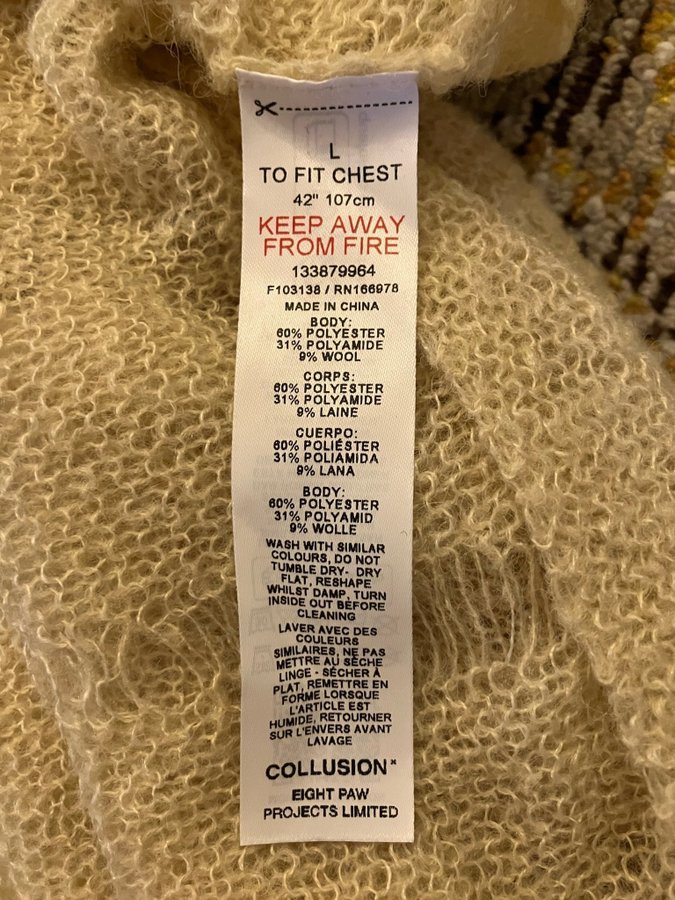 L
TO FIT CHEST
42" 107cm
KEEP AWAY
FROM FIRE
133879964
F103138 / RN166978
MADE IN CHINA
BODY:
60% POLYESTER
31% POLYAMIDE
9% WOOL
CORPS:
60% POLYESTER
31% POLYAMIDE
9% LAINE
CUERPO:
60% POLIÉSTER
31% POLIAMIDA
9% LANA
BODY:
60% POLYESTER
31% POLYAMID
9% WOLLE
WASH WITH SIMILAR
COLOURS, DO NOT
TUMBLE DRY- DRY
FLAT, RESHAPE
WHILST DAMP, TURN
INSIDE OUT BEFORE
CLEANING
LAVER AVEC DES
COULEURS
SIMILAIRES, NE PAS
METTRE AU SÈCHE
LINGE - SÉCHER À
PLAT, REMETTRE EN
FORME LORSQUE
L'ARTICLE EST
HUMIDE, RETOURNER
SUR L'ENVERS AVANT
LAVAGE
COLLUSION
EIGHT PAW
PROJECTS LIMITED